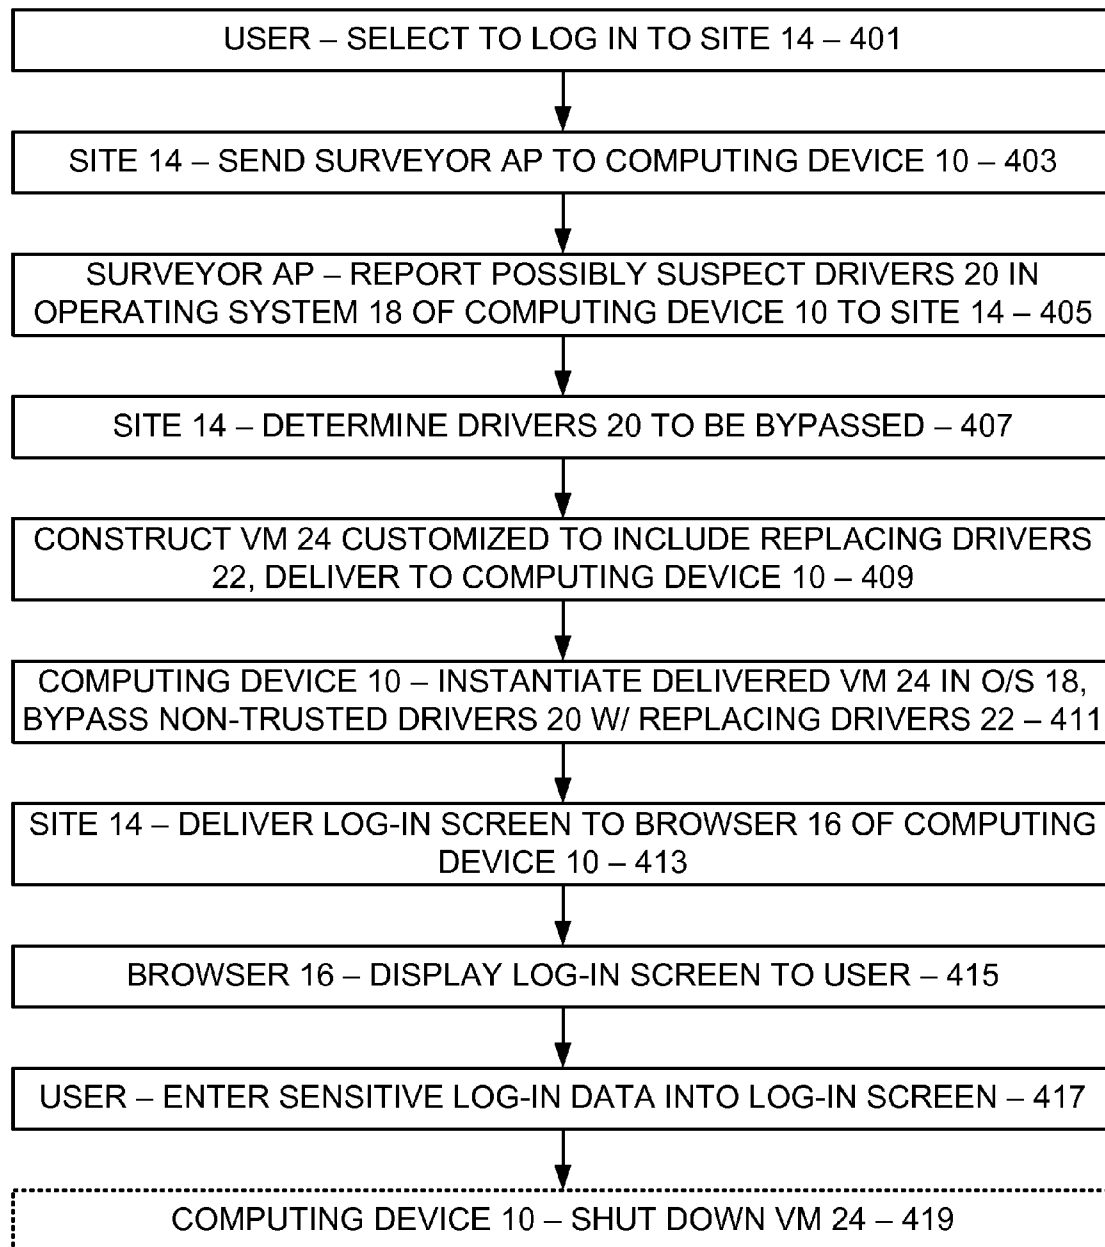 USER – SELECT TO LOG IN TO SITE 14 – 401
SITE 14 – SEND SURVEYOR AP TO COMPUTING DEVICE 10 – 403
SURVEYOR AP – REPORT POSSIBLY SUSPECT DRIVERS 20 IN
OPERATING SYSTEM 18 OF COMPUTING DEVICE 10 TO SITE 14 – 405
SITE 14 – DETERMINE DRIVERS 20 TO BE BYPASSED – 407
CONSTRUCT VM 24 CUSTOMIZED TO INCLUDE REPLACING DRIVERS
22, DELIVER TO COMPUTING DEVICE 10 – 409
COMPUTING DEVICE 10 – INSTANTIATE DELIVERED VM 24 IN O/S 18,
BYPASS NON-TRUSTED DRIVERS 20 W/ REPLACING DRIVERS 22 – 411
SITE 14 – DELIVER LOG-IN SCREEN TO BROWSER 16 OF COMPUTING
DEVICE 10 – 413
BROWSER 16 – DISPLAY LOG-IN SCREEN TO USER – 415
USER – ENTER SENSITIVE LOG-IN DATA INTO LOG-IN SCREEN – 417
COMPUTING DEVICE 10 – SHUT DOWN VM 24 – 419